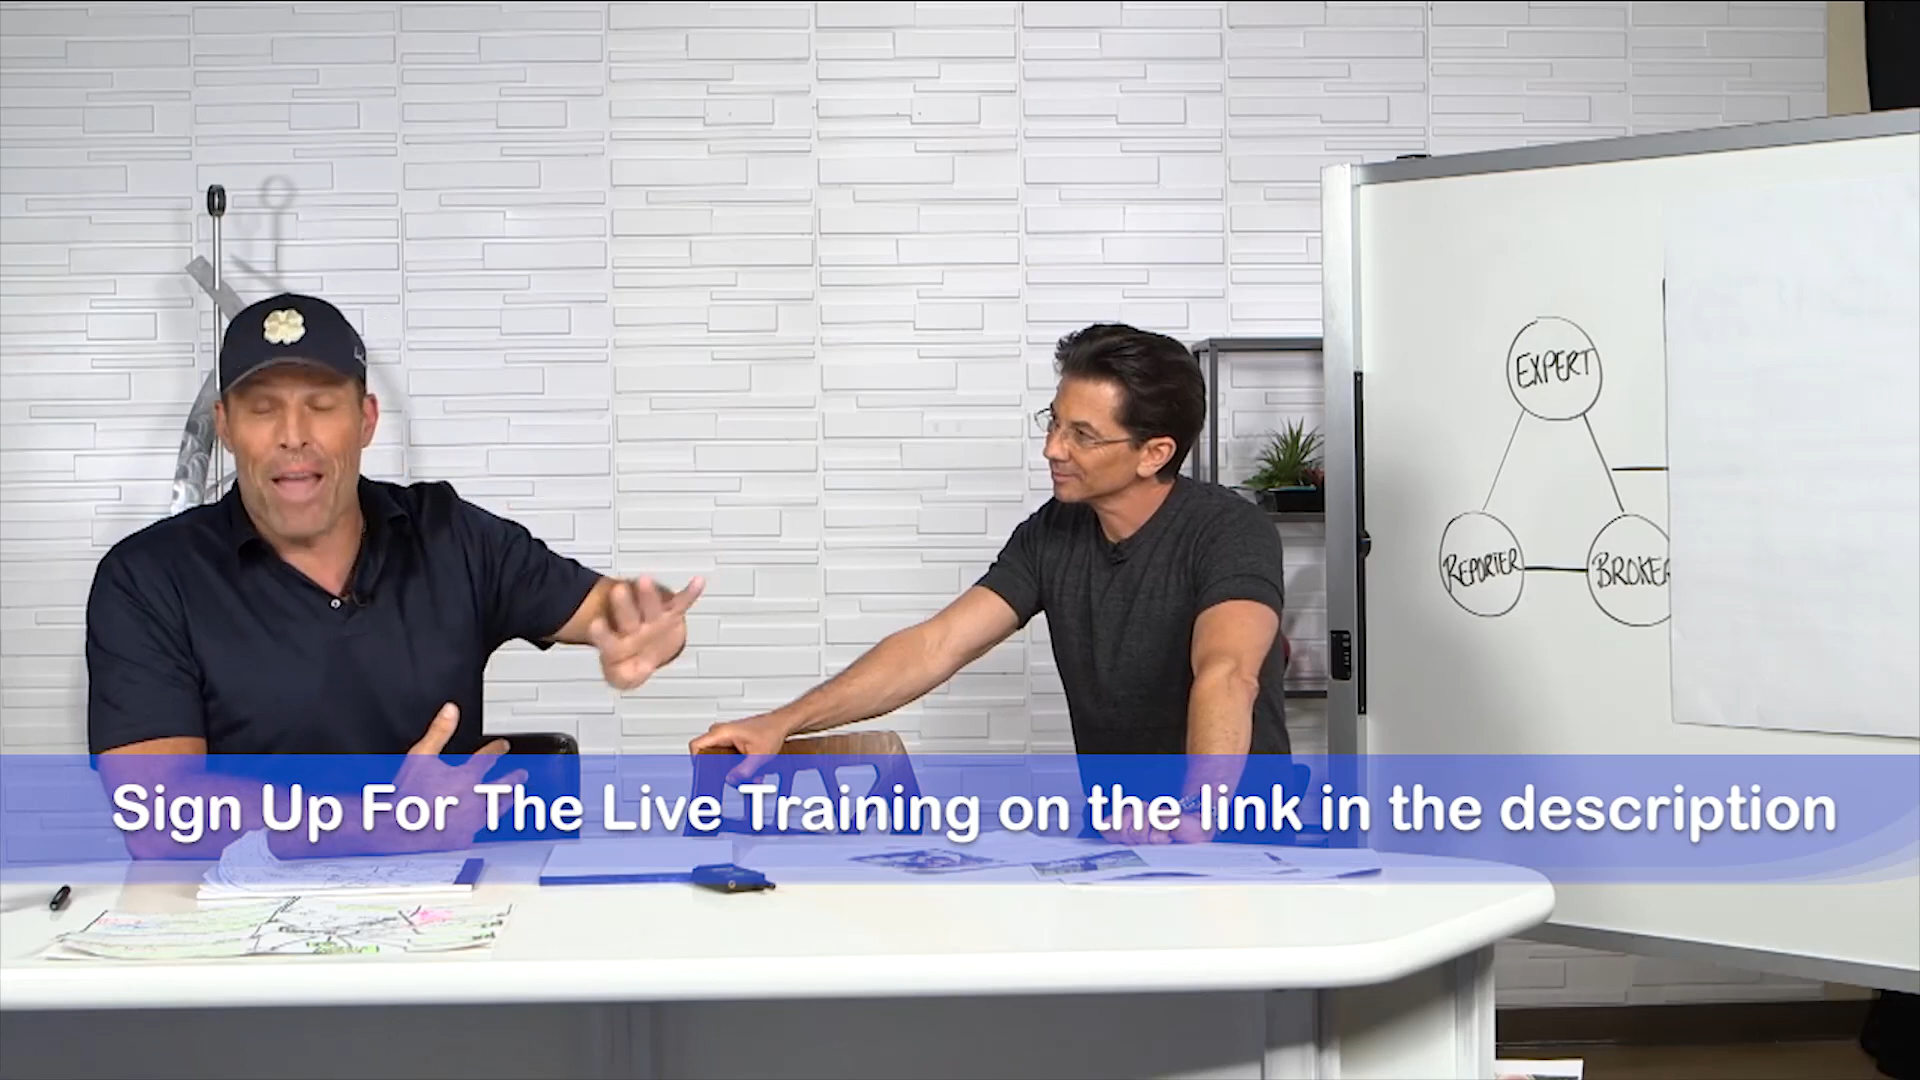 EXPERT
REPORTER
BROKER
Sign Up For The Live Training on the link in the description